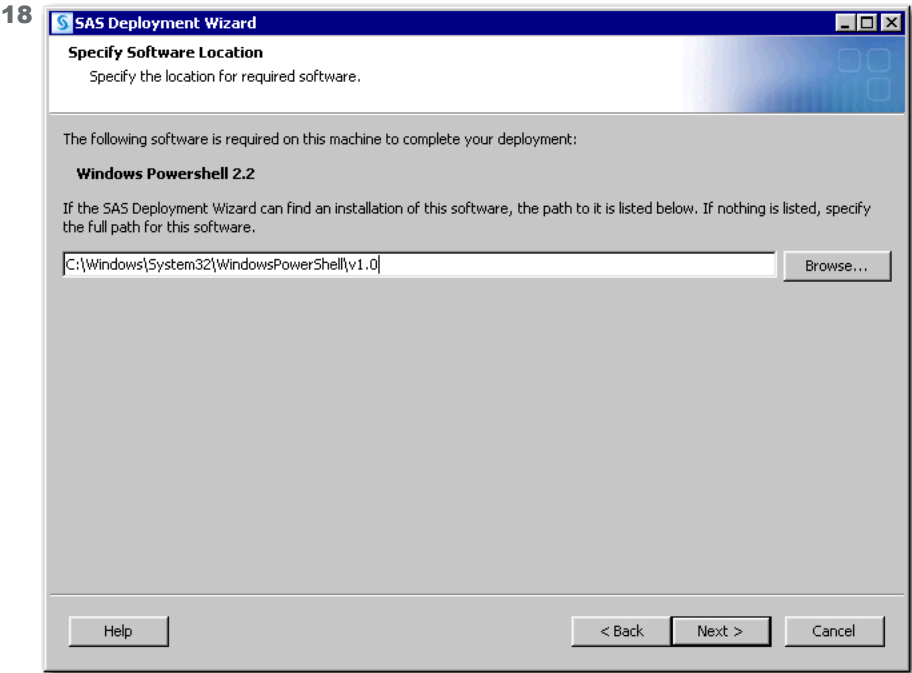 18
SAS Deployment Wizard
Specify Software Location
Specify the location for required software.
The following software is required on this machine to complete your deployment:
Windows Powershell 2.2
If the SAS Deployment Wizard can find an installation of this software, the path to it is listed below. If nothing is listed, specify
the full path for this software.
C:\Windows\System32\WindowsPowerShell\v1.0
Browse...
Help
< Back
Next >
Cancel